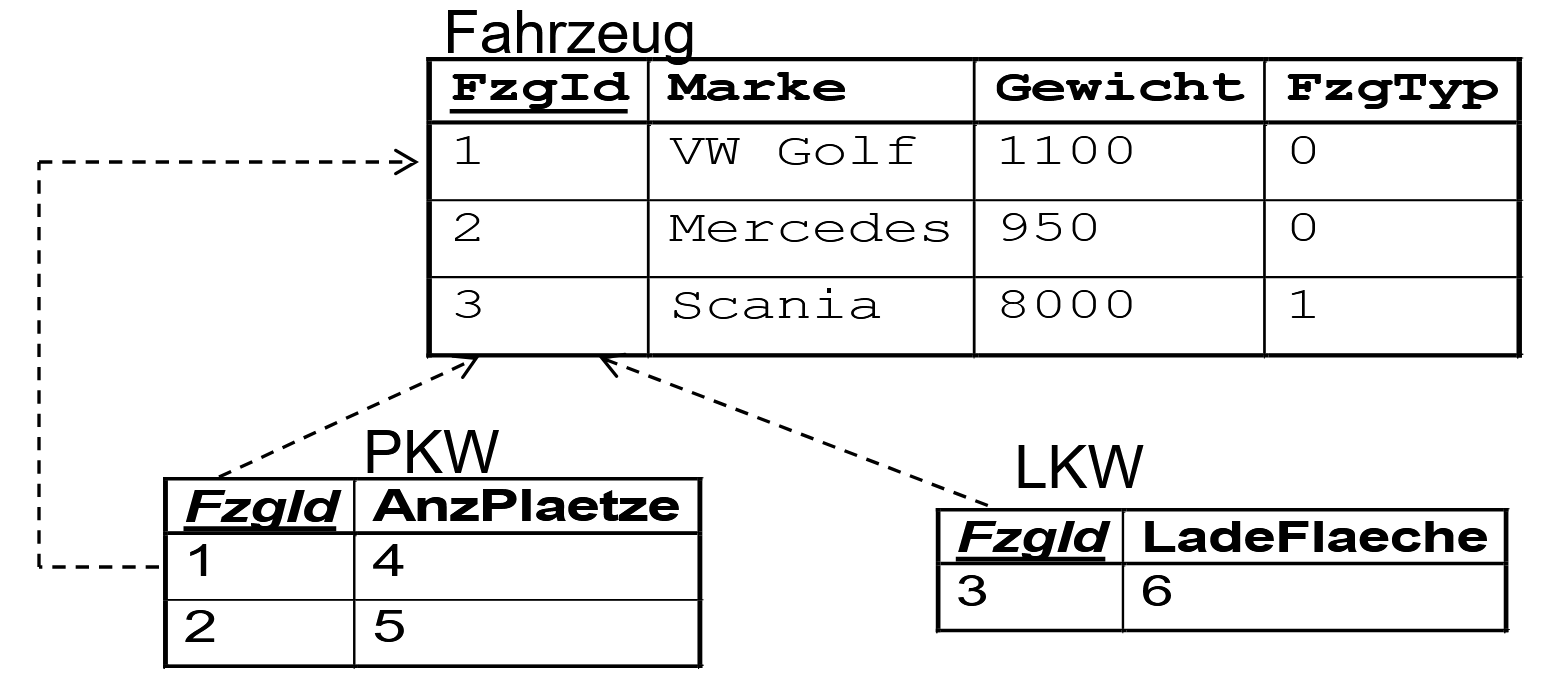 Fahrzeug
FzgId Marke Gewicht FzgTyp
1 VW Golf 1100 0
2 Mercedes 950 0
3 Scania 8000 1
PKW
FzgId AnzPlaetze
1 4
2 5
LKW
FzgId LadeFlaeche
3 6